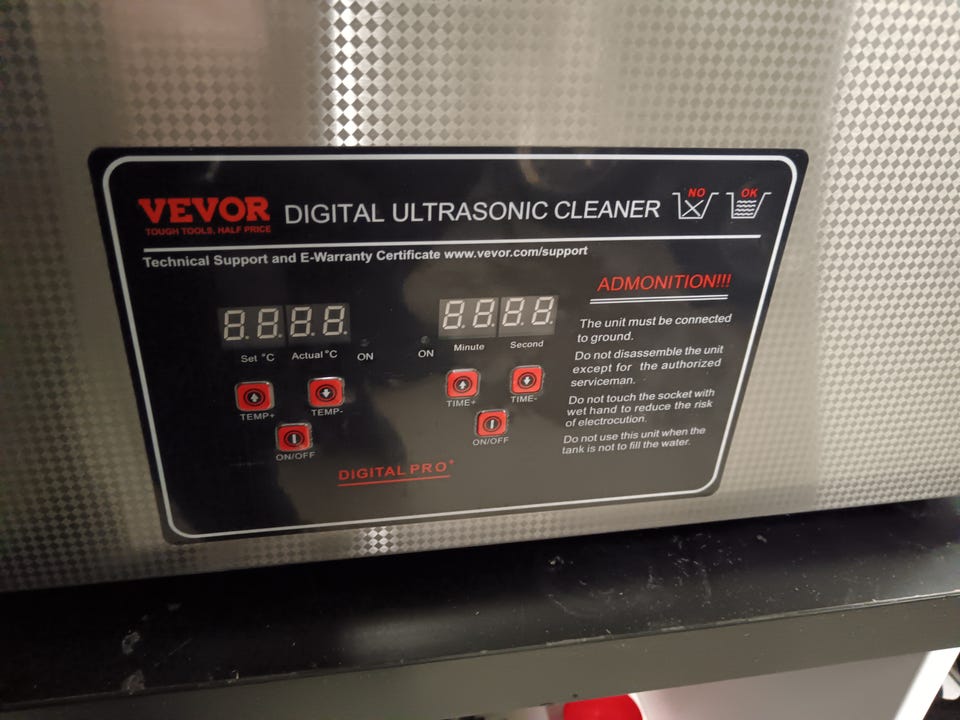 VEVOR
TOUGH TOOLS, HALF PRICE
DIGITAL ULTRASONIC CLEANER
NO
OK
Technical Support and E-Warranty Certificate www.vevor.com/support
8.8.8.8.
Set °C
Actual °C
ON
TEMP+
TEMP-
ON/OFF
8.8.8.8.
ON
Minute
Second
TIME+
TIME-
ON/OFF
DIGITAL PRO+
ADMONITION!!!
The unit must be connected
to ground.
Do not disassemble the unit
except for the authorized
serviceman.
Do not touch the socket with
wet hand to reduce the risk
of electrocution.
Do not use this unit when the
tank is not to fill the water.